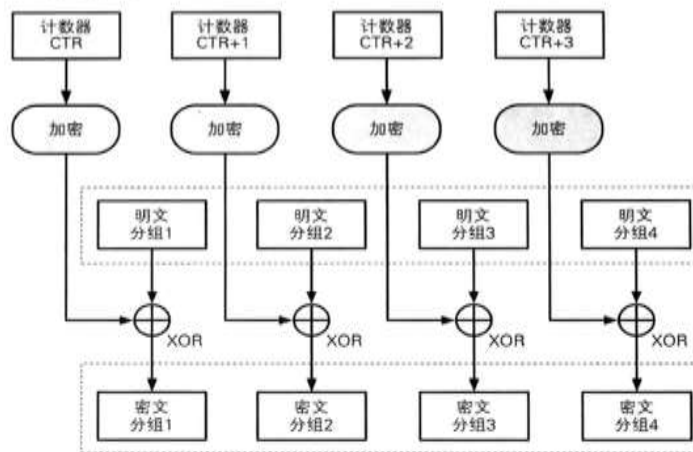 计数器
CTR
计数器
CTR+1
计数器
CTR+2
计数器
CTR+3
加密
加密
加密
加密
明文
分组1
明文
分组2
明文
分组3
明文
分组4
XOR
XOR
XOR
XOR
密文
分组1
密文
分组2
密文
分组3
密文
分组4